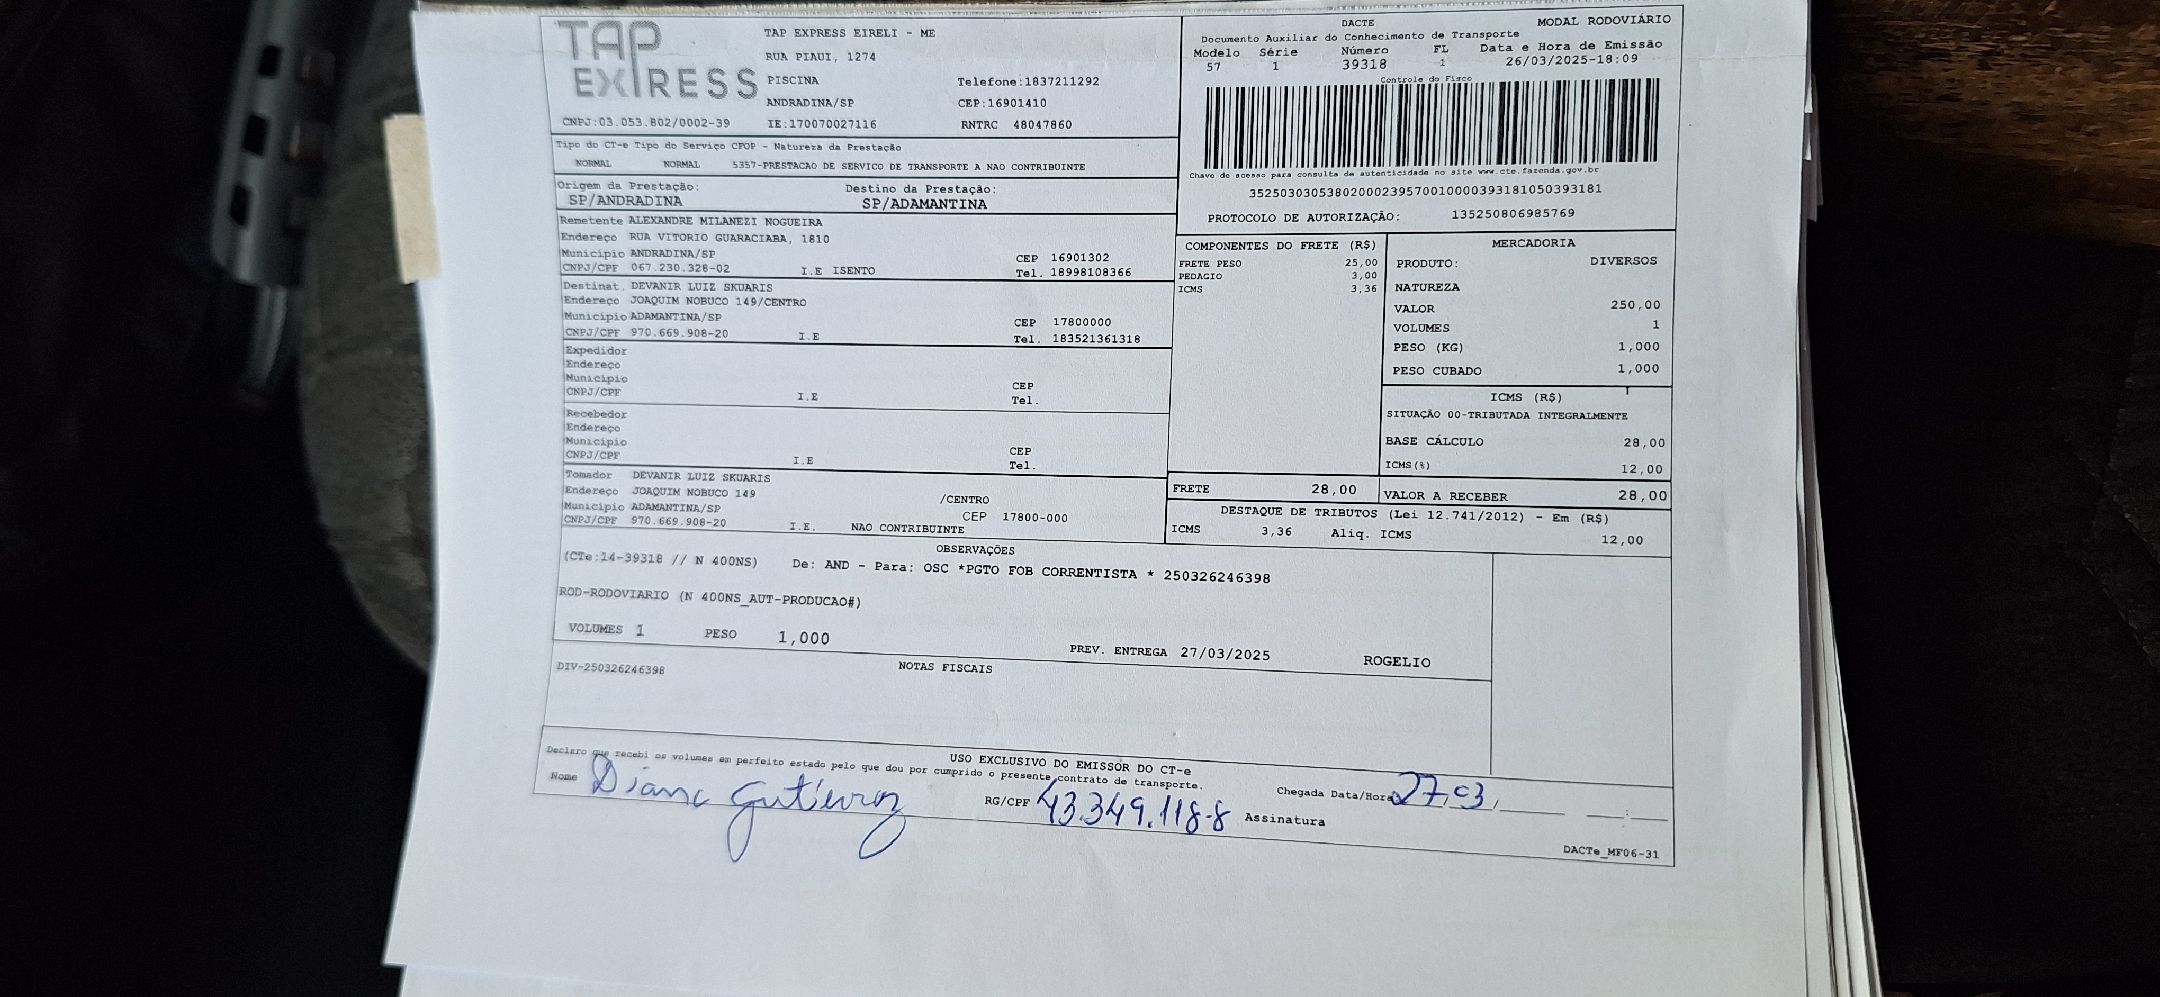 TAP
EXPRESS
TAP EXPRESS EIRELI - ME
RUA PIAUI, 1274
PISCINA Telefone:1837211292
ANDRADINA/SP CEP:16901410
CNPJ:03.053.802/0002-39 IE:170070027116 RNTRC 48047860
Tipo do CT-e Tipo do Serviço CFOP - Natureza da Prestação
NORMAL NORMAL 5357-PRESTACAO DE SERVICO DE TRANSPORTE A NAO CONTRIBUINTE
Origem da Prestação: Destino da Prestação:
SP/ANDRADINA SP/ADAMANTINA
Remetente ALEXANDRE MILANEZI NOGUEIRA
Endereço RUA VITORIO GUARACIABA, 1810
Municipio ANDRADINA/SP CEP 16901302
CNPJ/CPF 067.230.328-02 I.E ISENTO Tel. 18998108366
Destinat. DEVANIR LUIZ SKUARIS
Endereço JOAQUIM NOBUCO 149/CENTRO
Municipio ADAMANTINA/SP CEP 17800000
CNPJ/CPF 970.669.908-20 I.E Tel. 183521361318
Expedidor
Endereço
Municipio CEP
CNPJ/CPF I.E Tel.
Recebedor
Endereço
Municipio CEP
CNPJ/CPF I.E Tel.
Tomador DEVANIR LUIZ SKUARIS
Endereço JOAQUIM NOBUCO 149 /CENTRO
Municipio ADAMANTINA/SP CEP 17800-000
CNPJ/CPF 970.669.908-20 I.E. NAO CONTRIBUINTE
DACTE MODAL RODOVIÁRIO
Documento Auxiliar do Conhecimento de Transporte
Modelo Série Número FL Data e Hora de Emissão
57 1 39318 1 26/03/2025-18:09
Controle do Fisco
Chave de acesso para consulta de autenticidade no site www.cte.fazenda.gov.br
35250303053802000239570010000393181050393181
PROTOCOLO DE AUTORIZAÇÃO: 135250806985769
COMPONENTES DO FRETE (R$)
FRETE PESO 25,00
PEDAGIO 3,00
ICMS 3,36
MERCADORIA
PRODUTO: DIVERSOS
NATUREZA
VALOR 250,00
VOLUMES 1
PESO (KG) 1,000
PESO CUBADO 1,000
ICMS (R$)
SITUAÇÃO 00-TRIBUTADA INTEGRALMENTE
BASE CÁLCULO 28,00
ICMS(%) 12,00
FRETE 28,00 VALOR A RECEBER 28,00
DESTAQUE DE TRIBUTOS (Lei 12.741/2012) - Em (R$)
ICMS 3,36 Aliq. ICMS 12,00
OBSERVAÇÕES
(CTe:14-39318 // N 400NS) De: AND - Para: OSC *PGTO FOB CORRENTISTA * 250326246398
ROD-RODOVIARIO (N 400NS_AUT-PRODUCAO#)
VOLUMES 1 PESO 1,000 PREV. ENTREGA 27/03/2025 ROGELIO
DIV-250326246398 NOTAS FISCAIS
USO EXCLUSIVO DO EMISSOR DO CT-e
Declaro que recebi os volumes em perfeito estado pelo que dou por cumprido o presente contrato de transporte.
Nome Diana Gutierrez RG/CPF 43.349.118-8 Assinatura Chegada Data/Hora 27,03,
DACTe_MF06-31